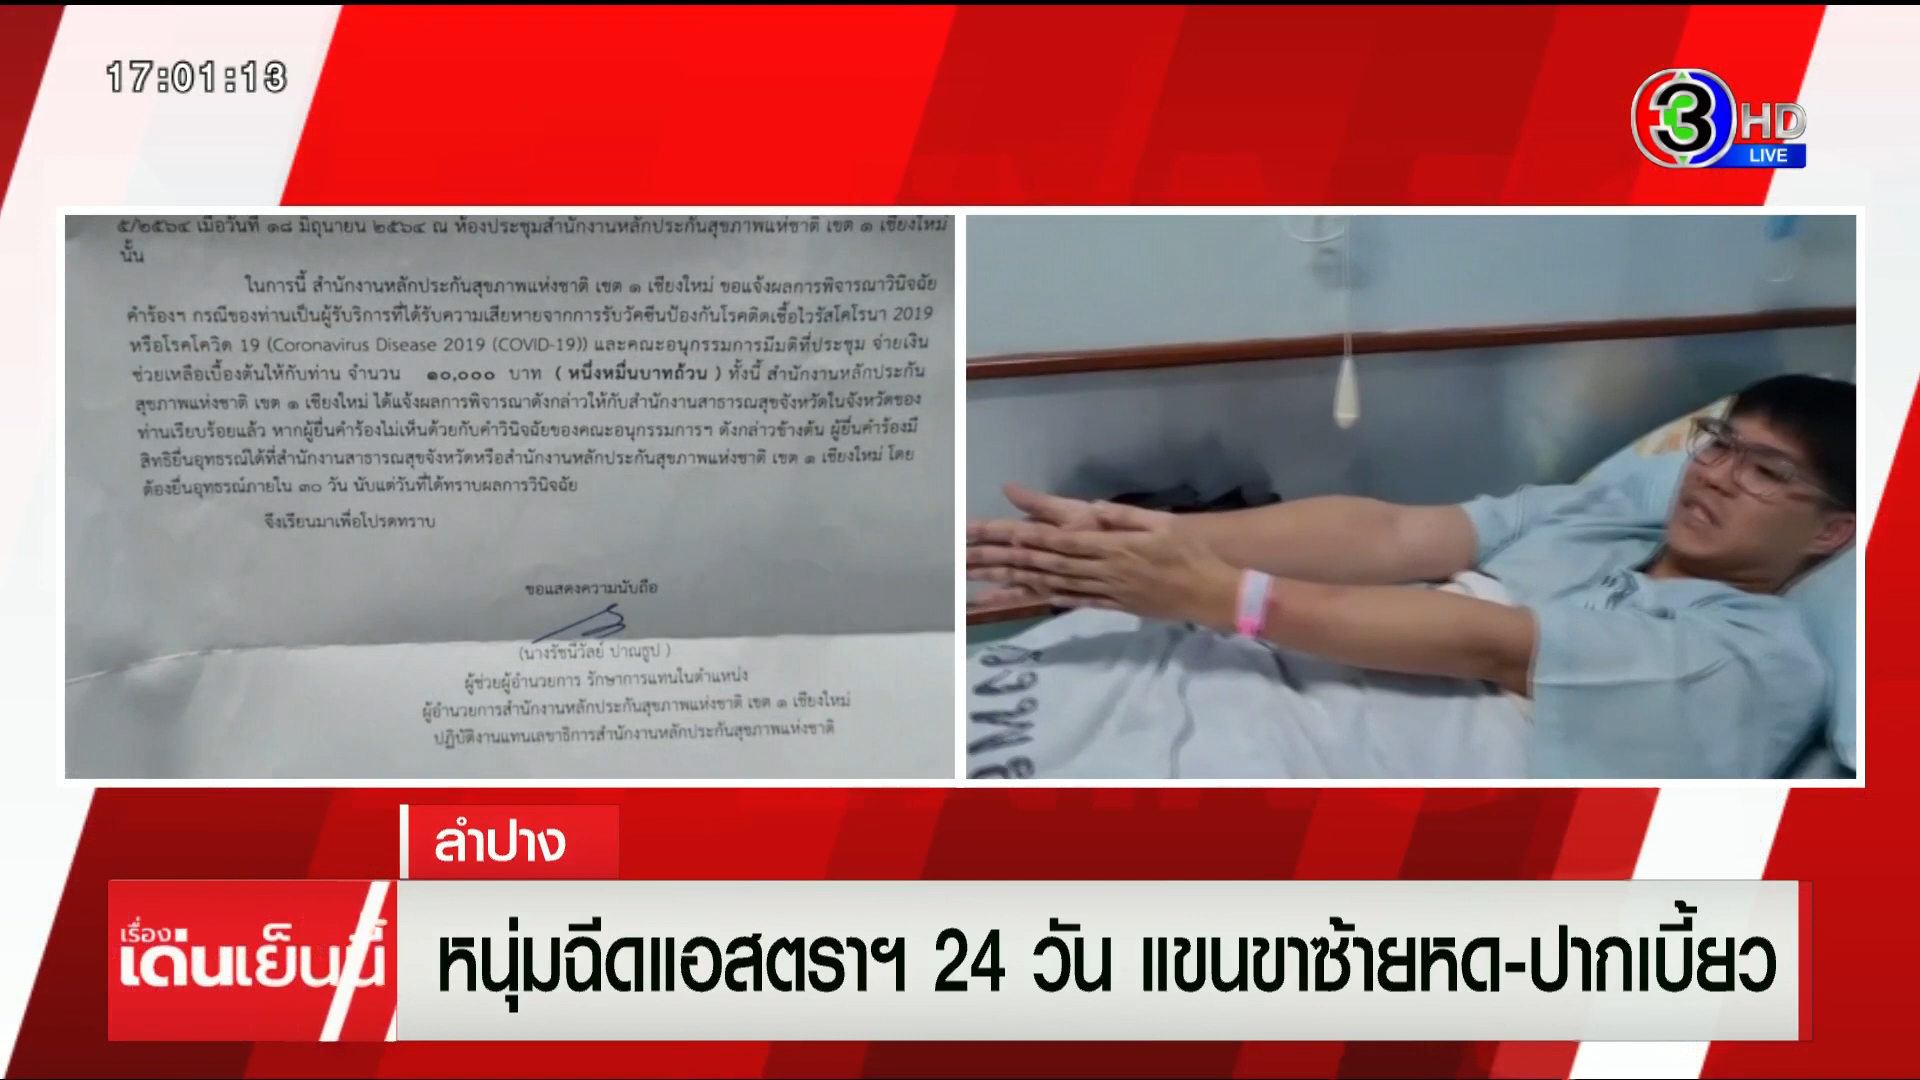 17:01:13
3 HD
LIVE
๕/๒๕๖๔ เมื่อวันที่ ๑๘ มิถุนายน ๒๕๖๔ ณ ห้องประชุมสำนักงานหลักประกันสุขภาพแห่งชาติ เขต ๑ เชียงใหม่
นั้น
ในการนี้ สำนักงานหลักประกันสุขภาพแห่งชาติ เขต ๑ เชียงใหม่ ขอแจ้งผลการพิจารณาวินิจฉัย
คำร้องฯ กรณีของท่านเป็นผู้รับบริการที่ได้รับความเสียหายจากการรับวัคซีนป้องกันโรคติดเชื้อไวรัสโคโรนา 2019
หรือโรคโควิด 19 (Coronavirus Disease 2019 (COVID-19)) และคณะอนุกรรมการมีมติที่ประชุม จ่ายเงิน
ช่วยเหลือเบื้องต้นให้กับท่าน จำนวน ๑๐,๐๐๐ บาท ( หนึ่งหมื่นบาทถ้วน ) ทั้งนี้ สำนักงานหลักประกัน
สุขภาพแห่งชาติ เขต ๑ เชียงใหม่ ได้แจ้งผลการพิจารณาดังกล่าวให้กับสำนักงานสาธารณสุขจังหวัดในจังหวัดของ
ท่านเรียบร้อยแล้ว หากผู้ยื่นคำร้องไม่เห็นด้วยกับคำวินิจฉัยของคณะอนุกรรมการฯ ดังกล่าวข้างต้น ผู้ยื่นคำร้องมี
สิทธิยื่นอุทธรณ์ได้ที่สำนักงานสาธารณสุขจังหวัดหรือสำนักงานหลักประกันสุขภาพแห่งชาติ เขต ๑ เชียงใหม่ โดย
ต้องยื่นอุทธรณ์ภายใน ๓๐ วัน นับแต่วันที่ได้ทราบผลการวินิจฉัย
จึงเรียนมาเพื่อโปรดทราบ
ขอแสดงความนับถือ
(นางรัชนีวัลย์ ปาณธูป )
ผู้ช่วยผู้อำนวยการ รักษาการแทนในตำแหน่ง
ผู้อำนวยการสำนักงานหลักประกันสุขภาพแห่งชาติ เขต ๑ เชียงใหม่
ปฏิบัติงานแทนเลขาธิการสำนักงานหลักประกันสุขภาพแห่งชาติ
ลำปาง
เรื่อง
เด่นเย็นนี้
หนุ่มฉีดแอสตราฯ 24 วัน แขนขาซ้ายหด-ปากเบี้ยว